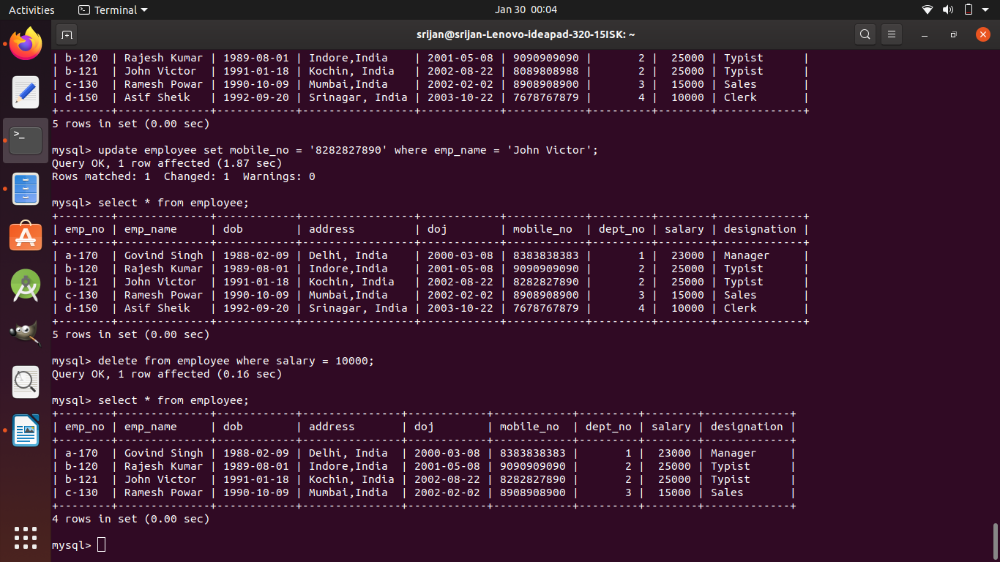 Activities Terminal Jan 30 00:04
srijan@srijan-Lenovo-ideapad-320-15ISK: ~
| b-120  | Rajesh Kumar | 1989-08-01 | Indore,India    | 2001-05-08 | 9090909090 |       2 |  25000 | Typist      |
| b-121  | John Victor  | 1991-01-18 | Kochin, India   | 2002-08-22 | 8089808988 |       2 |  25000 | Typist      |
| c-130  | Ramesh Powar | 1990-10-09 | Mumbai,India    | 2002-02-02 | 8908908900 |       3 |  15000 | Sales       |
| d-150  | Asif Sheik   | 1992-09-20 | Srinagar, India | 2003-10-22 | 7678767879 |       4 |  10000 | Clerk       |
+--------+--------------+------------+-----------------+------------+------------+---------+--------+-------------+
5 rows in set (0.00 sec)
mysql> update employee set mobile_no = '8282827890' where emp_name = 'John Victor';
Query OK, 1 row affected (1.87 sec)
Rows matched: 1  Changed: 1  Warnings: 0
mysql> select * from employee;
+--------+--------------+------------+-----------------+------------+------------+---------+--------+-------------+
| emp_no | emp_name     | dob        | address         | doj        | mobile_no  | dept_no | salary | designation |
+--------+--------------+------------+-----------------+------------+------------+---------+--------+-------------+
| a-170  | Govind Singh | 1988-02-09 | Delhi, India    | 2000-03-08 | 8383838383 |       1 |  23000 | Manager     |
| b-120  | Rajesh Kumar | 1989-08-01 | Indore,India    | 2001-05-08 | 9090909090 |       2 |  25000 | Typist      |
| b-121  | John Victor  | 1991-01-18 | Kochin, India   | 2002-08-22 | 8282827890 |       2 |  25000 | Typist      |
| c-130  | Ramesh Powar | 1990-10-09 | Mumbai,India    | 2002-02-02 | 8908908900 |       3 |  15000 | Sales       |
| d-150  | Asif Sheik   | 1992-09-20 | Srinagar, India | 2003-10-22 | 7678767879 |       4 |  10000 | Clerk       |
+--------+--------------+------------+-----------------+------------+------------+---------+--------+-------------+
5 rows in set (0.00 sec)
mysql> delete from employee where salary = 10000;
Query OK, 1 row affected (0.16 sec)
mysql> select * from employee;
+--------+--------------+------------+---------------+------------+------------+---------+--------+-------------+
| emp_no | emp_name     | dob        | address       | doj        | mobile_no  | dept_no | salary | designation |
+--------+--------------+------------+---------------+------------+------------+---------+--------+-------------+
| a-170  | Govind Singh | 1988-02-09 | Delhi, India  | 2000-03-08 | 8383838383 |       1 |  23000 | Manager     |
| b-120  | Rajesh Kumar | 1989-08-01 | Indore,India  | 2001-05-08 | 9090909090 |       2 |  25000 | Typist      |
| b-121  | John Victor  | 1991-01-18 | Kochin, India | 2002-08-22 | 8282827890 |       2 |  25000 | Typist      |
| c-130  | Ramesh Powar | 1990-10-09 | Mumbai,India  | 2002-02-02 | 8908908900 |       3 |  15000 | Sales       |
+--------+--------------+------------+---------------+------------+------------+---------+--------+-------------+
4 rows in set (0.00 sec)
mysql>